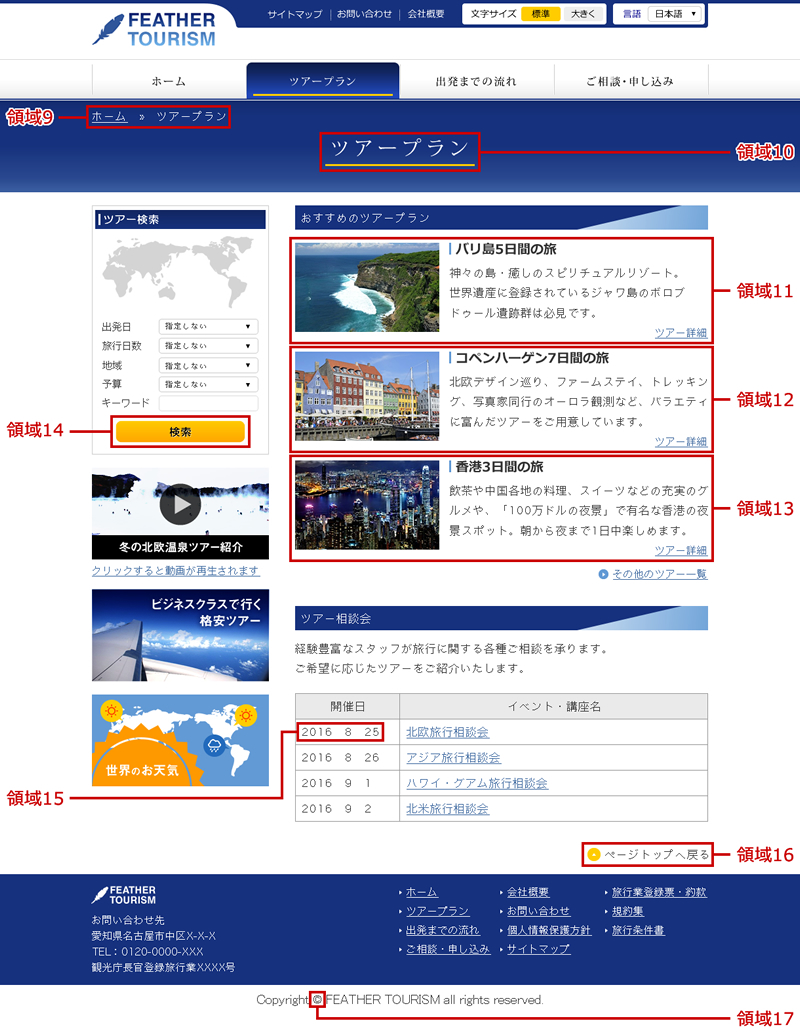 FEATHER
TOURISM
サイトマップ
お問い合わせ
会社概要
文字サイズ 標準 大きく
言語 日本語 ▼
ホーム
ツアープラン
出発までの流れ
ご相談・申し込み
領域9
ホーム » ツアープラン
ツアープラン
領域10
ツアー検索
出発日 指定しない ▼
旅行日数 指定しない ▼
地域 指定しない ▼
予算 指定しない ▼
キーワード
領域14
検索
冬の北欧温泉ツアー紹介
クリックすると動画が再生されます
ビジネスクラスで行く
格安ツアー
世界のお天気
おすすめのツアープラン
バリ島5日間の旅
神々の島・癒しのスピリチュアルリゾート。
世界遺産に登録されているジャワ島のボロブ
ドゥール遺跡群は必見です。
ツアー詳細
領域11
コペンハーゲン7日間の旅
北欧デザイン巡り、ファームステイ、トレッキン
グ、写真家同行のオーロラ観測など、バラエティ
に富んだツアーをご用意しています。
ツアー詳細
領域12
香港3日間の旅
飲茶や中国各地の料理、スイーツなどの充実のグ
ルメや、「100万ドルの夜景」で有名な香港の夜
景スポット。朝から夜まで1日中楽しめます。
ツアー詳細
領域13
その他のツアー一覧
ツアー相談会
経験豊富なスタッフが旅行に関する各種ご相談を承ります。
ご希望に応じたツアーをご紹介いたします。
開催日 イベント・講座名
2016 8 25 北欧旅行相談会
2016 8 26 アジア旅行相談会
2016 9 1 ハワイ・グアム旅行相談会
2016 9 2 北米旅行相談会
領域15
ページトップへ戻る
領域16
FEATHER
TOURISM
お問い合わせ先
愛知県名古屋市中区X-X-X
TEL：0120-0000-XXX
観光庁長官登録旅行業XXXX号
ホーム
ツアープラン
出発までの流れ
ご相談・申し込み
会社概要
お問い合わせ
個人情報保護方針
サイトマップ
旅行業登録票・約款
規約集
旅行条件書
Copyright © FEATHER TOURISM all rights reserved.
領域17